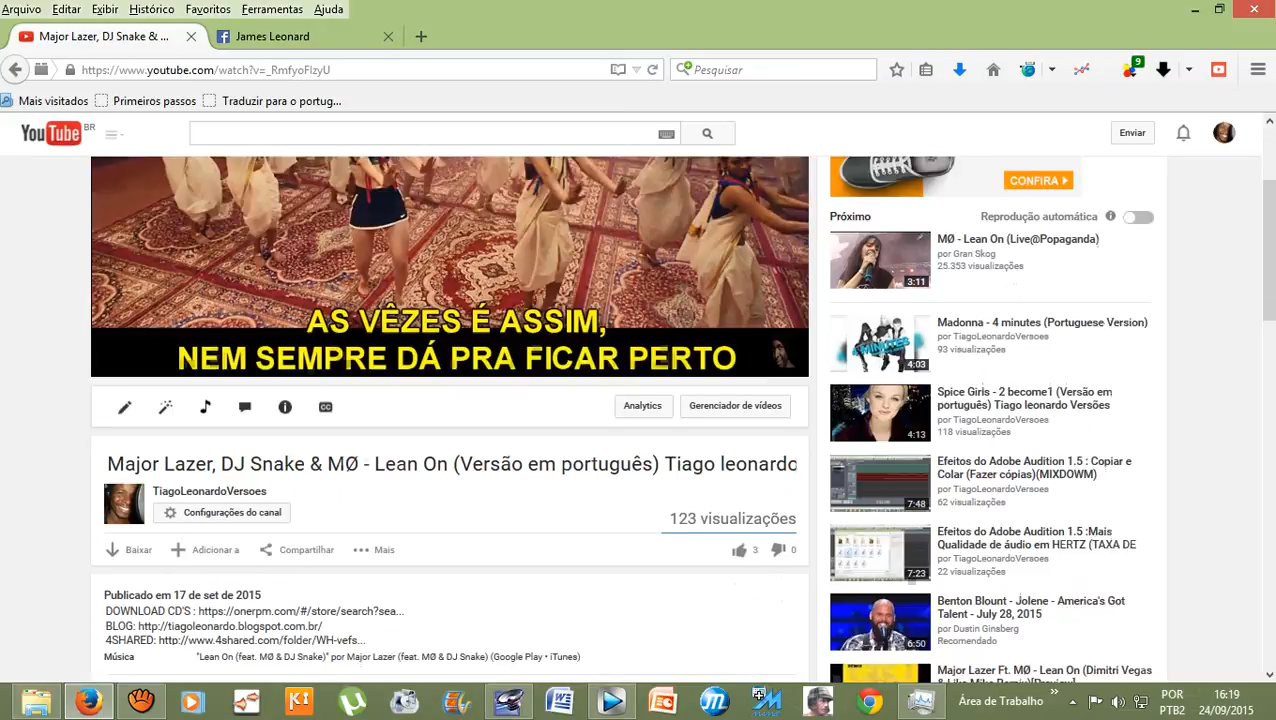 Arquivo Editar Exibir Histórico Favoritos Ferramentas Ajuda
Major Lazer, DJ Snake & ... James Leonard
https://www.youtube.com/watch?v=_RmfyoFlzyU Pesquisar 9
Mais visitados Primeiros passos Traduzir para o portug...
YouTube BR Enviar
CONFIRA
Próximo Reprodução automática
MØ - Lean On (Live@Popaganda)
por Gran Skog
25.353 visualizações
3:11
AS VÊZES É ASSIM,
NEM SEMPRE DÁ PRA FICAR PERTO
Madonna - 4 minutes (Portuguese Version)
por TiagoLeonardoVersoes
93 visualizações
4 MINUTES
4:03
Spice Girls - 2 become1 (Versão em
português) Tiago leonardo Versões
por TiagoLeonardoVersoes
118 visualizações
4:13
CC Analytics Gerenciador de vídeos
Major Lazer, DJ Snake & MØ - Lean On (Versão em português) Tiago leonardo
TiagoLeonardoVersoes
Configurações do canal
123 visualizações
Baixar Adicionar a Compartilhar Mais 3 0
Efeitos do Adobe Audition 1.5 : Copiar e
Colar (Fazer cópias)(MIXDOWM)
por TiagoLeonardoVersoes
62 visualizações
7:48
Efeitos do Adobe Audition 1.5 :Mais
Qualidade de áudio em HERTZ (TAXA DE
por TiagoLeonardoVersoes
22 visualizações
7:23
Publicado em 17 de set de 2015
DOWNLOAD CD'S : https://onerpm.com/#/store/search?sea...
BLOG: http://tiagoleonardo.blogspot.com.br/
4SHARED: http://www.4shared.com/folder/WH-vefs...
Música "Lean On (feat. MØ & DJ Snake)" por Major Lazer (feat. MØ & DJ Snake) (Google Play • iTunes)
Benton Blount - Jolene - America's Got
Talent - July 28, 2015
por Dustin Ginsberg
Recomendado
6:50
Major Lazer Ft. MØ - Lean On (Dimitri Vegas
& Like Mike Remix)[Preview]
Área de Trabalho POR 16:19
PTB2 24/09/2015